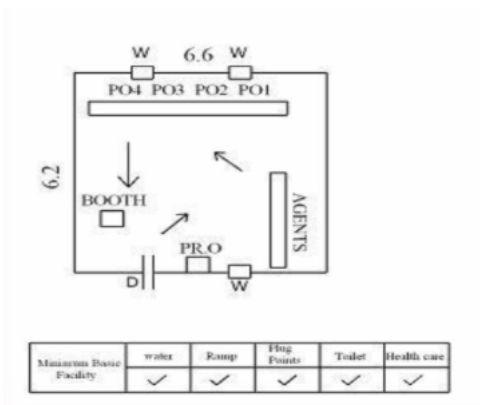 W 6.6 W
PO4 PO3 PO2 PO1
6.2
BOOTH
AGENTS
PR.O
D
W
Minimum Basic Facility
water
Ramp
Plug Points
Toilet
Health care